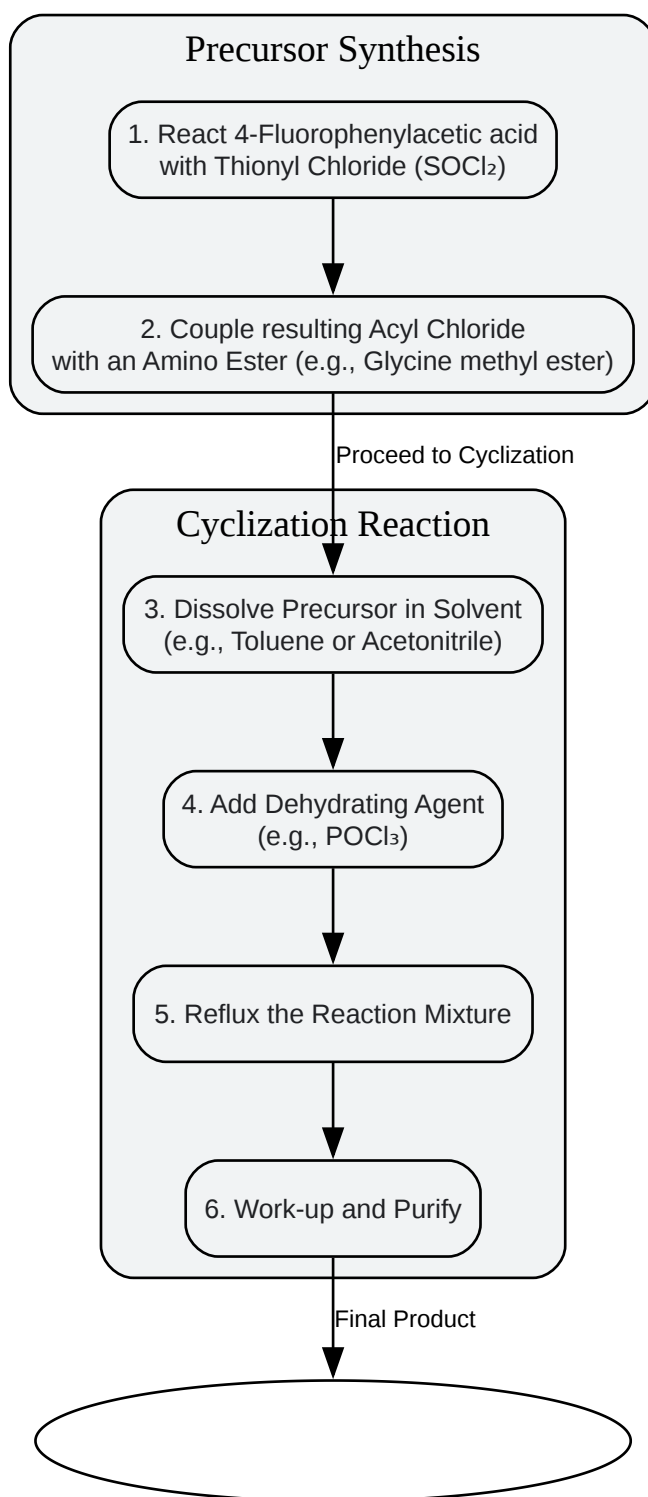 Precursor Synthesis
1. React 4-Fluorophenylacetic acid
with Thionyl Chloride (SOCl₂)
2. Couple resulting Acyl Chloride
with an Amino Ester (e.g., Glycine methyl ester)
Proceed to Cyclization
Cyclization Reaction
3. Dissolve Precursor in Solvent
(e.g., Toluene or Acetonitrile)
4. Add Dehydrating Agent
(e.g., POCl₃)
5. Reflux the Reaction Mixture
6. Work-up and Purify
Final Product